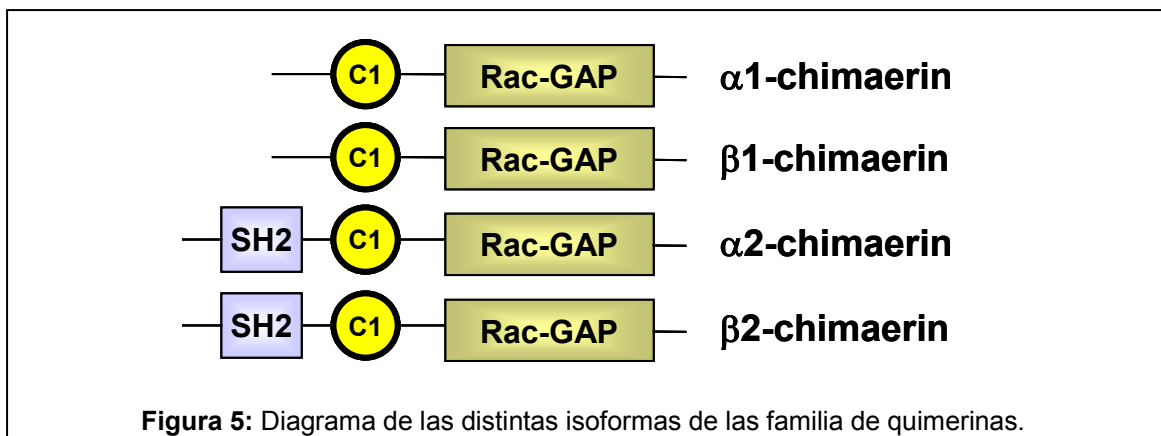 C1 Rac-GAP α1-chimaerin
C1 Rac-GAP β1-chimaerin
SH2 C1 Rac-GAP α2-chimaerin
SH2 C1 Rac-GAP β2-chimaerin
Figura 5: Diagrama de las distintas isoformas de las familia de quimerinas.